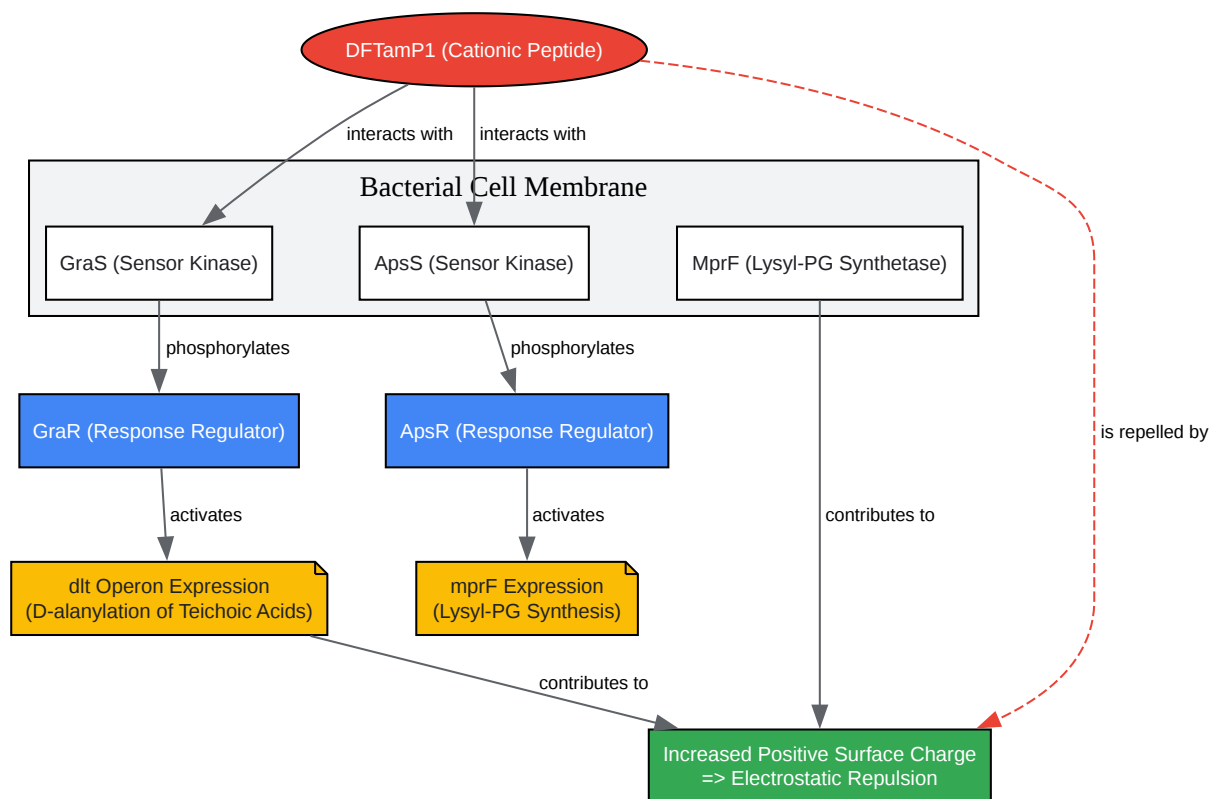 DFTamP1 (Cationic Peptide)
interacts with
interacts with
Bacterial Cell Membrane
GraS (Sensor Kinase)
ApsS (Sensor Kinase)
MprF (Lysyl-PG Synthetase)
phosphorylates
phosphorylates
GraR (Response Regulator)
ApsR (Response Regulator)
is repelled by
activates
activates
contributes to
dlt Operon Expression
(D-alanylation of Teichoic Acids)
mprF Expression
(Lysyl-PG Synthesis)
contributes to
Increased Positive Surface Charge
=> Electrostatic Repulsion